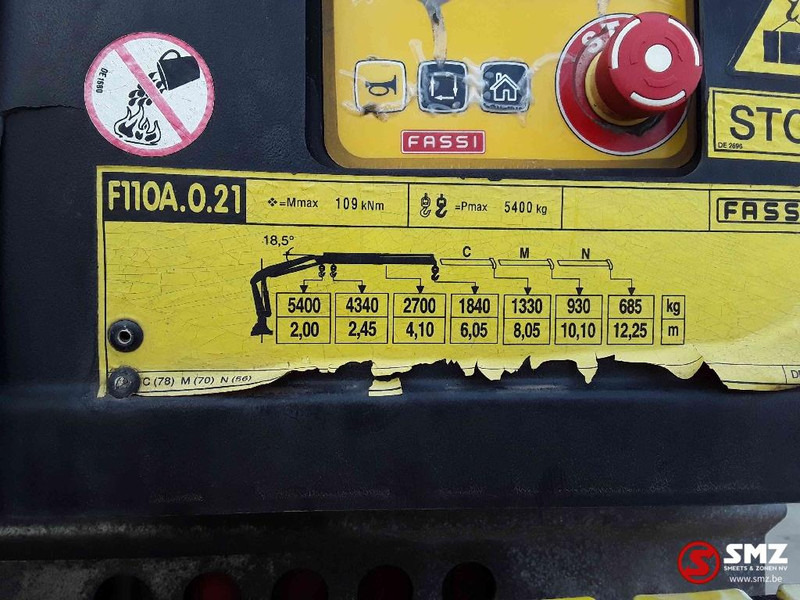 DE 1580
ST
FASSI
STO
DE 2696
F110A.0.21
❖=Mmax 109 kNm
=Pmax 5400 kg
FASSI
18,5°
C M N
5400 4340 2700 1840 1330 930 685 kg
2,00 2,45 4,10 6,05 8,05 10,10 12,25 m
C (78) M (70) N (56)
SMZ
SMEETS & ZONEN NV
www.smz.be